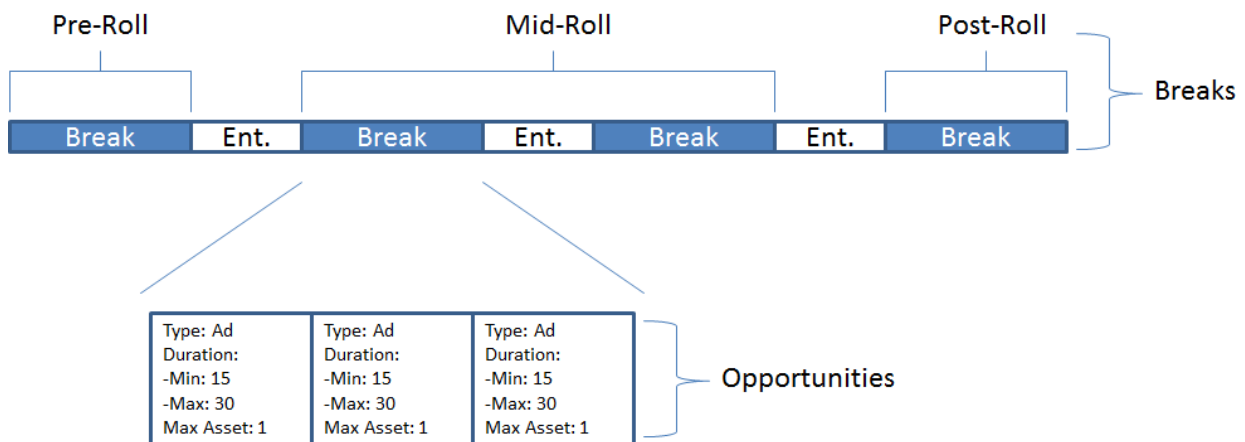 Pre-Roll
Mid-Roll
Post-Roll
Breaks
Break
Ent.
Break
Ent.
Break
Ent.
Break
Type: Ad
Duration:
-Min: 15
-Max: 30
Max Asset: 1
Type: Ad
Duration:
-Min: 15
-Max: 30
Max Asset: 1
Type: Ad
Duration:
-Min: 15
-Max: 30
Max Asset: 1
Opportunities